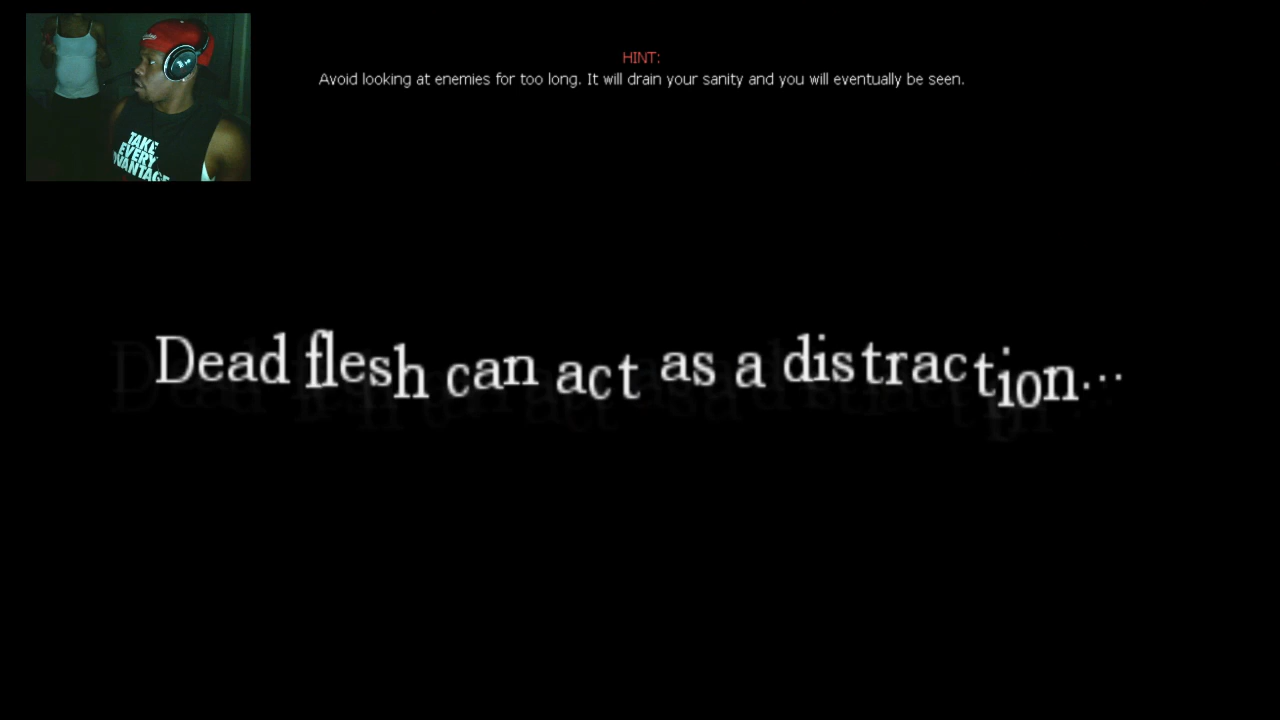 HINT:
Avoid looking at enemies for too long. It will drain your sanity and you will eventually be seen.
TAKE
EVERY
Dead flesh can act as a distraction...